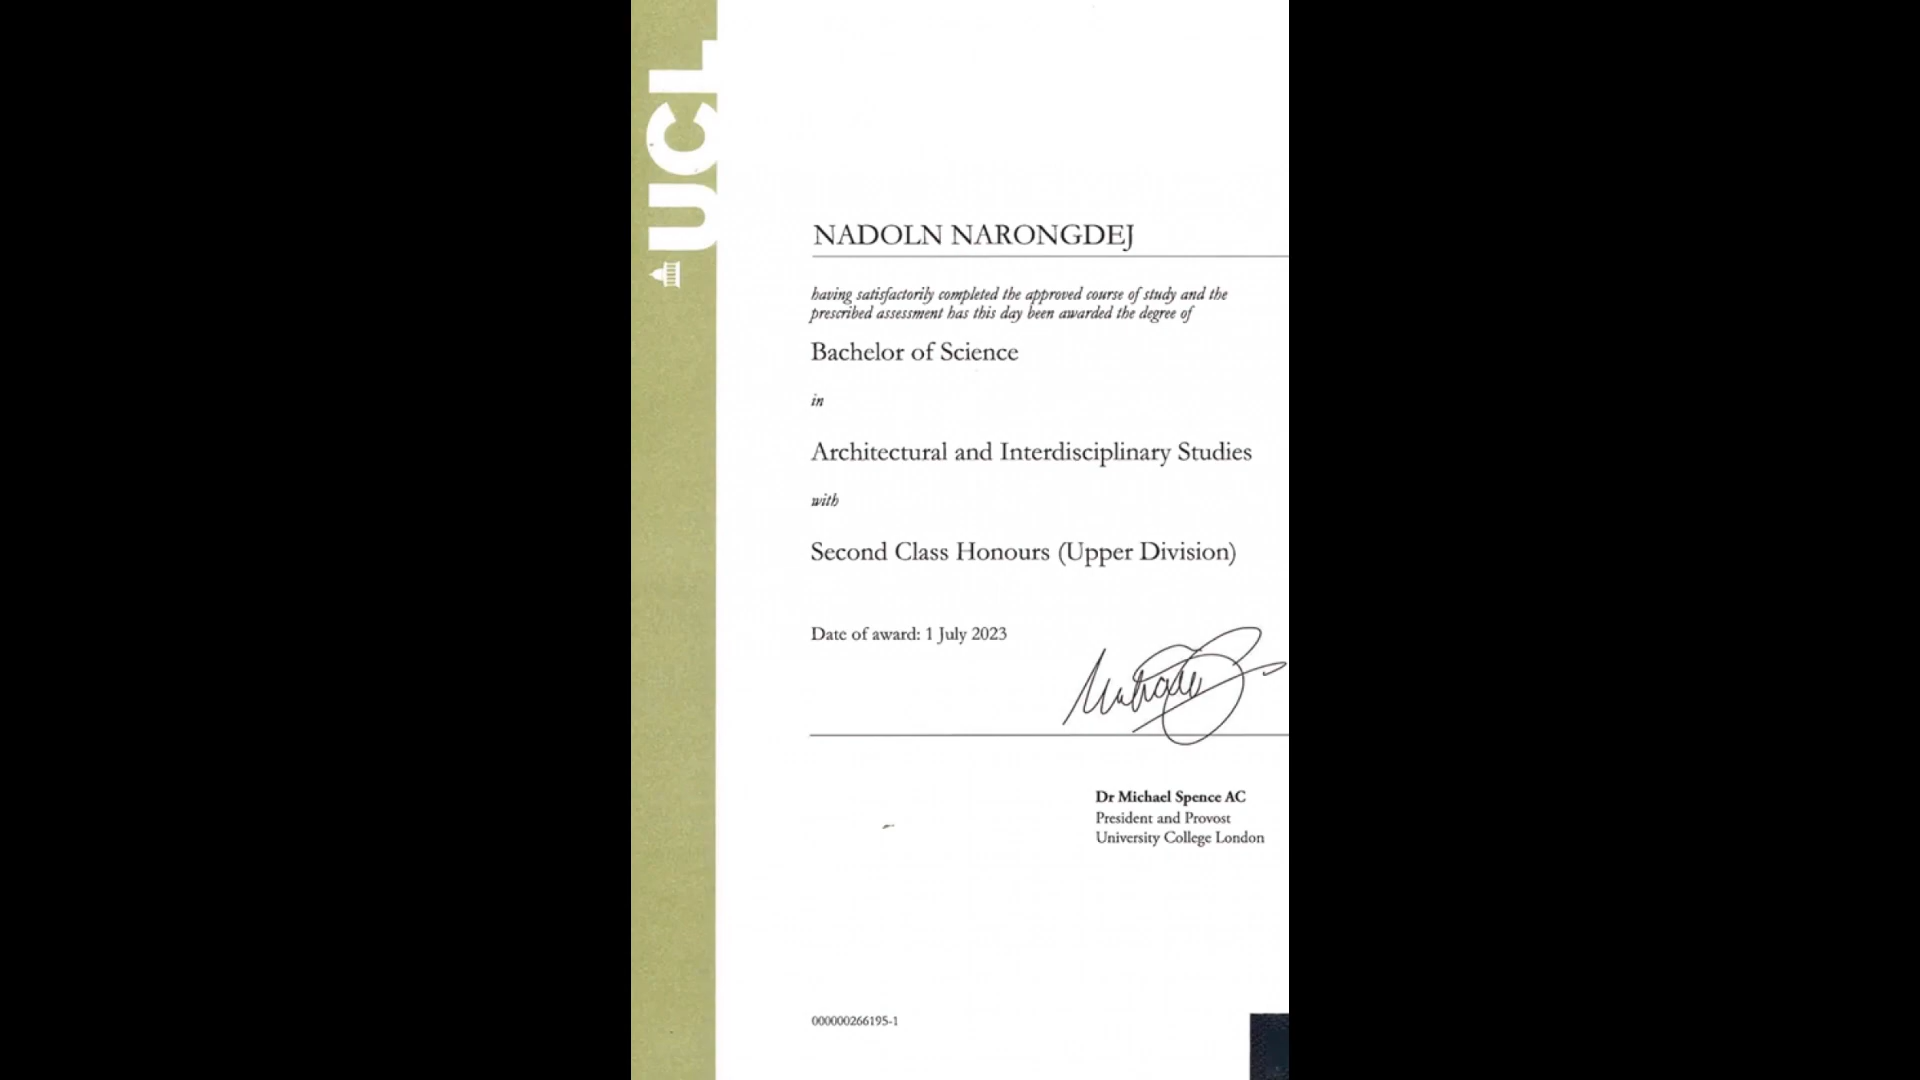 UCL
NADOLN NARONGDEJ
having satisfactorily completed the approved course of study and the
prescribed assessment has this day been awarded the degree of
Bachelor of Science
in
Architectural and Interdisciplinary Studies
with
Second Class Honours (Upper Division)
Date of award: 1 July 2023
Dr Michael Spence AC
President and Provost
University College London
000000266195-1